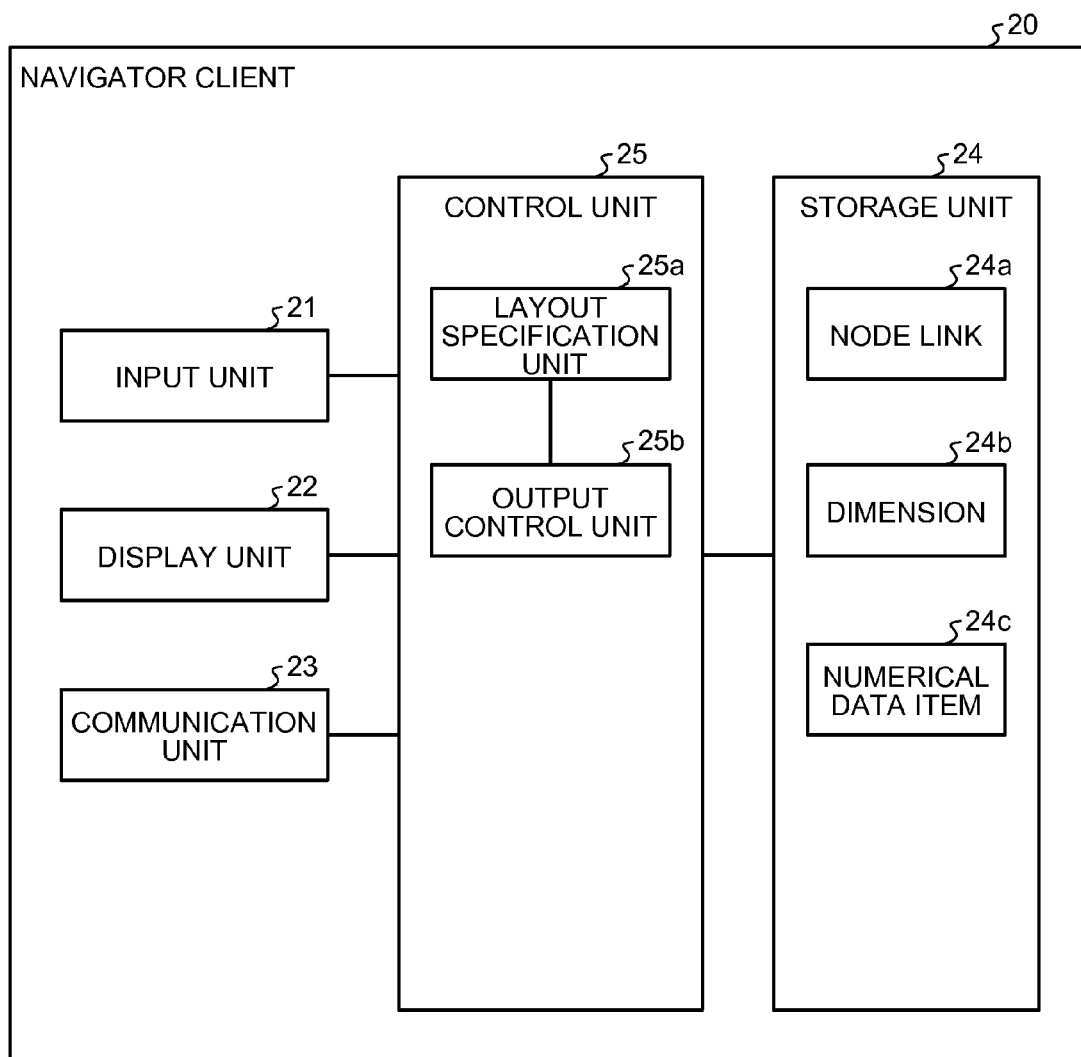 20
NAVIGATOR CLIENT
25
CONTROL UNIT
24
STORAGE UNIT
25a
LAYOUT
SPECIFICATION
UNIT
24a
NODE LINK
21
INPUT UNIT
25b
OUTPUT
CONTROL UNIT
24b
DIMENSION
22
DISPLAY UNIT
24c
NUMERICAL
DATA ITEM
23
COMMUNICATION
UNIT